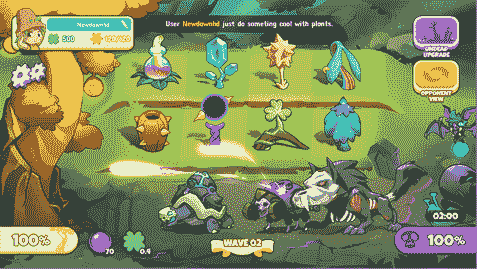 Newdawnhd
User Newdawnhd just do someting cool with plants.
500
UNDEAD
UPGRADE
OPPONENT
VIEW
02:00
100%
70
0.4
WAVE 02
100%